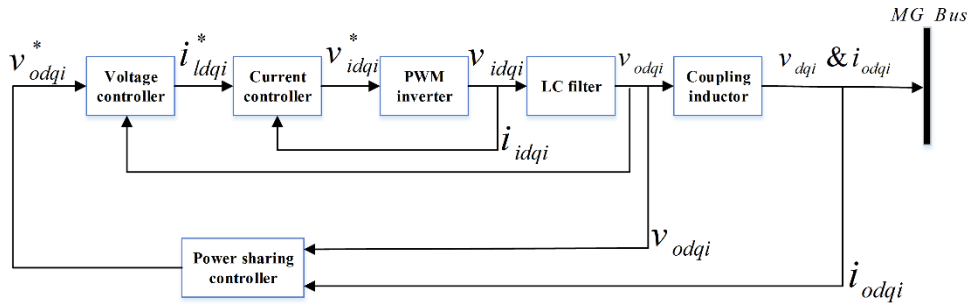 MG Bus
v*odqi
i*ldqi
v*idqi
vidqi
vodqi
vdqi & iodqi
Voltage
controller
Current
controller
PWM
inverter
LC filter
Coupling
inductor
iidqi
vodqi
Power sharing
controller
iodqi